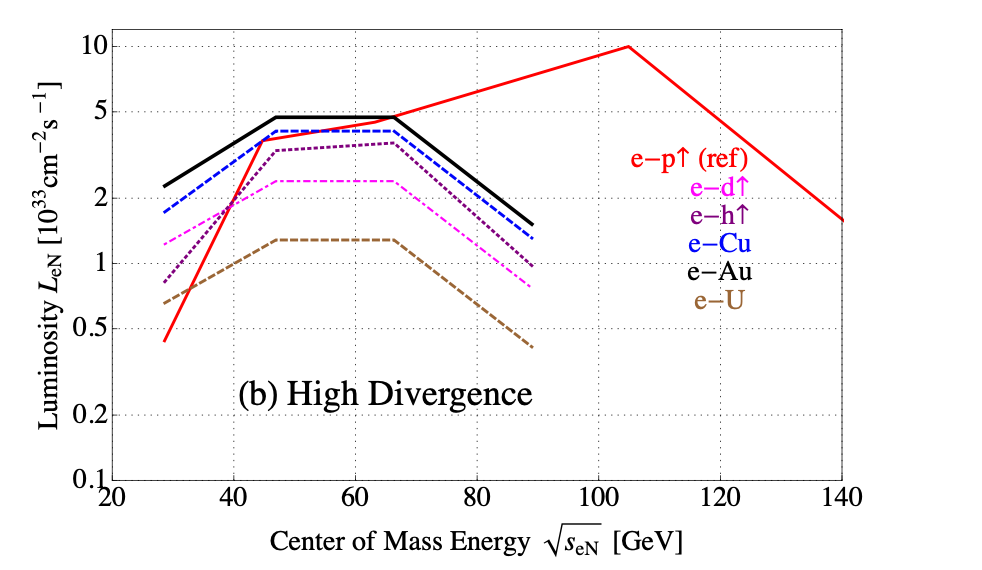 10
5
2
1
0.5
0.2
0.1
Luminosity L_eN [10^33 cm^−2 s^−1]
e−p↑ (ref)
e−d↑
e−h↑
e−Cu
e−Au
e−U
(b) High Divergence
20 40 60 80 100 120 140
Center of Mass Energy √s_eN [GeV]